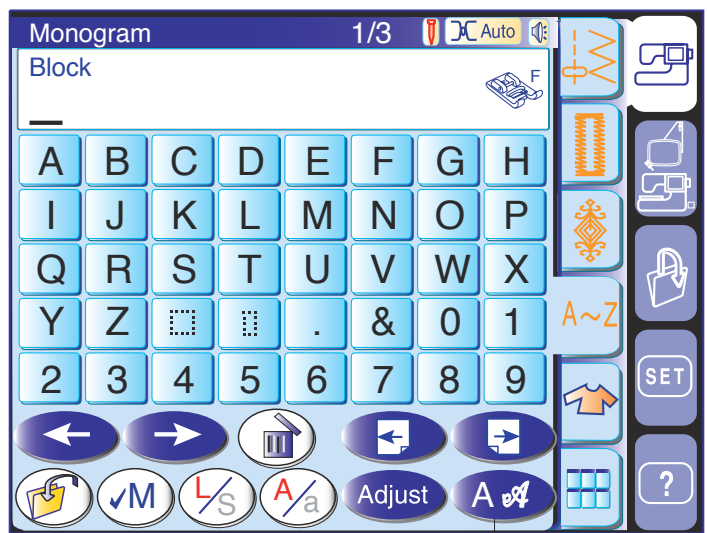 Monogram 1/3 Auto
Block
F
A B C D E F G H
I J K L M N O P
Q R S T U V W X
Y Z . & 0 1
A~Z
2 3 4 5 6 7 8 9
SET
✓M L/S A/a Adjust A A
?